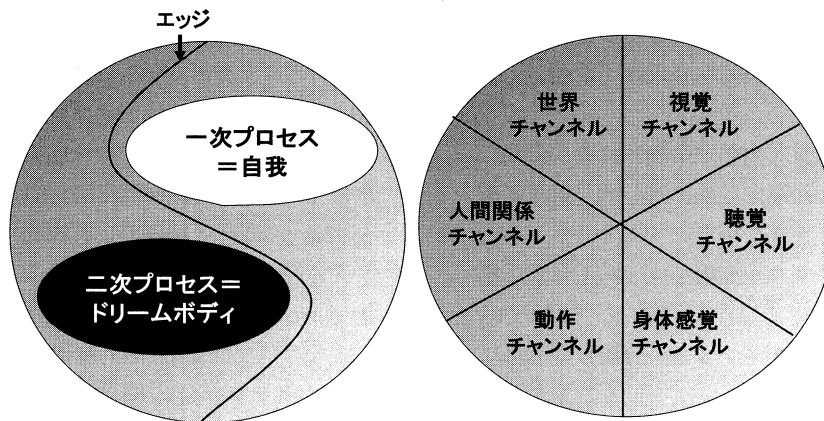 エッジ
一次プロセス
＝自我
二次プロセス＝
ドリームボディ
世界
チャンネル
視覚
チャンネル
人間関係
チャンネル
聴覚
チャンネル
動作
チャンネル
身体感覚
チャンネル